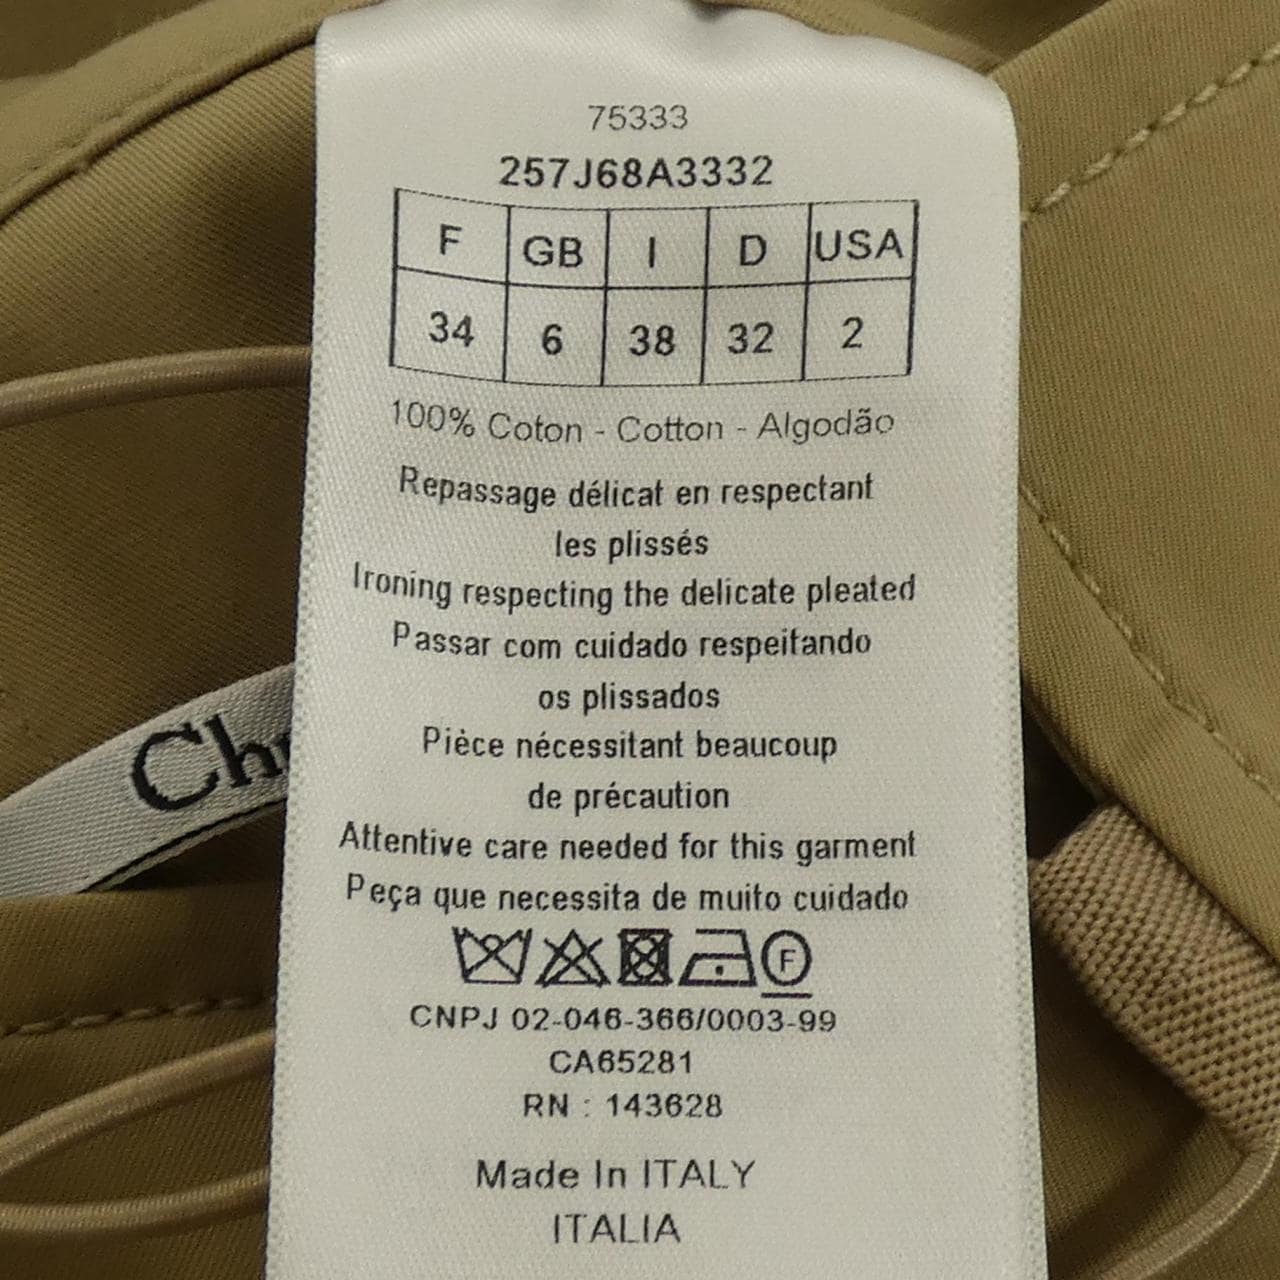 75333
257J68A3332
F GB I D USA
34 6 38 32 2
100% Coton - Cotton - Algodão
Repassage délicat en respectant
les plissés
Ironing respecting the delicate pleated
Passar com cuidado respeitando
os plissados
Pièce nécessitant beaucoup
de précaution
Attentive care needed for this garment
Peça que necessita de muito cuidado
F
CNPJ 02-046-366/0003-99
CA65281
RN : 143628
Made In ITALY
ITALIA